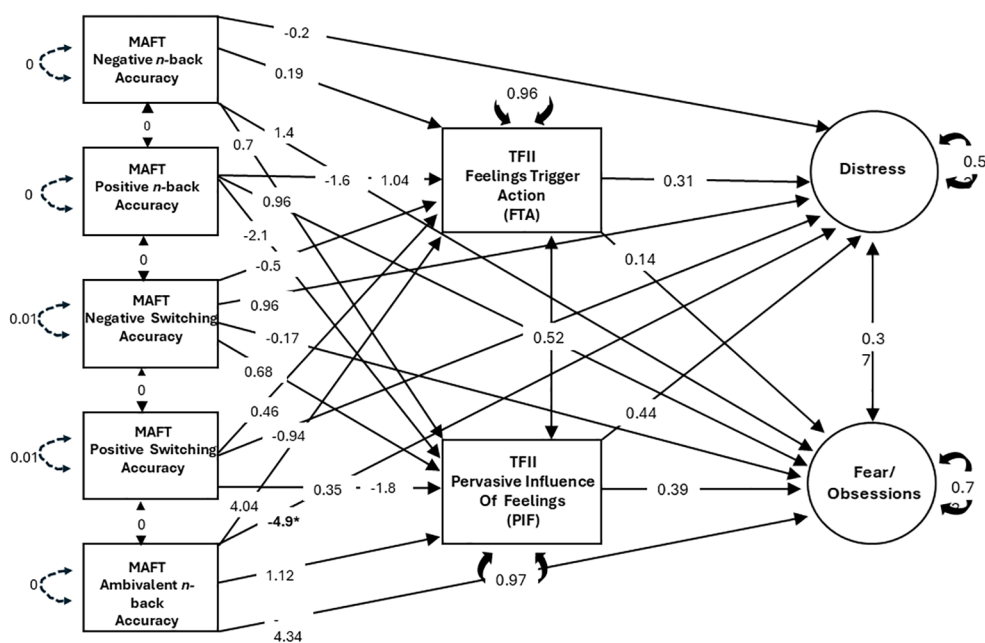 MAFT
Negative n-back
Accuracy
0
0
MAFT
Positive n-back
Accuracy
0
0
MAFT
Negative Switching
Accuracy
0.01
0
MAFT
Positive Switching
Accuracy
0.01
0
MAFT
Ambivalent n-
back
Accuracy
0
-0.2
0.19
1.4
0.7
-1.6
1.04
0.96
-2.1
-0.5
0.96
-0.17
0.68
0.46
-0.94
0.35
-1.8
4.04
-4.9*
1.12
-
4.34
0.96
TFII
Feelings Trigger
Action
(FTA)
0.31
0.14
0.52
0.44
TFII
Pervasive Influence
Of Feelings
(PIF)
0.39
0.97
Distress
0.5
0.3
7
Fear/
Obsessions
0.7